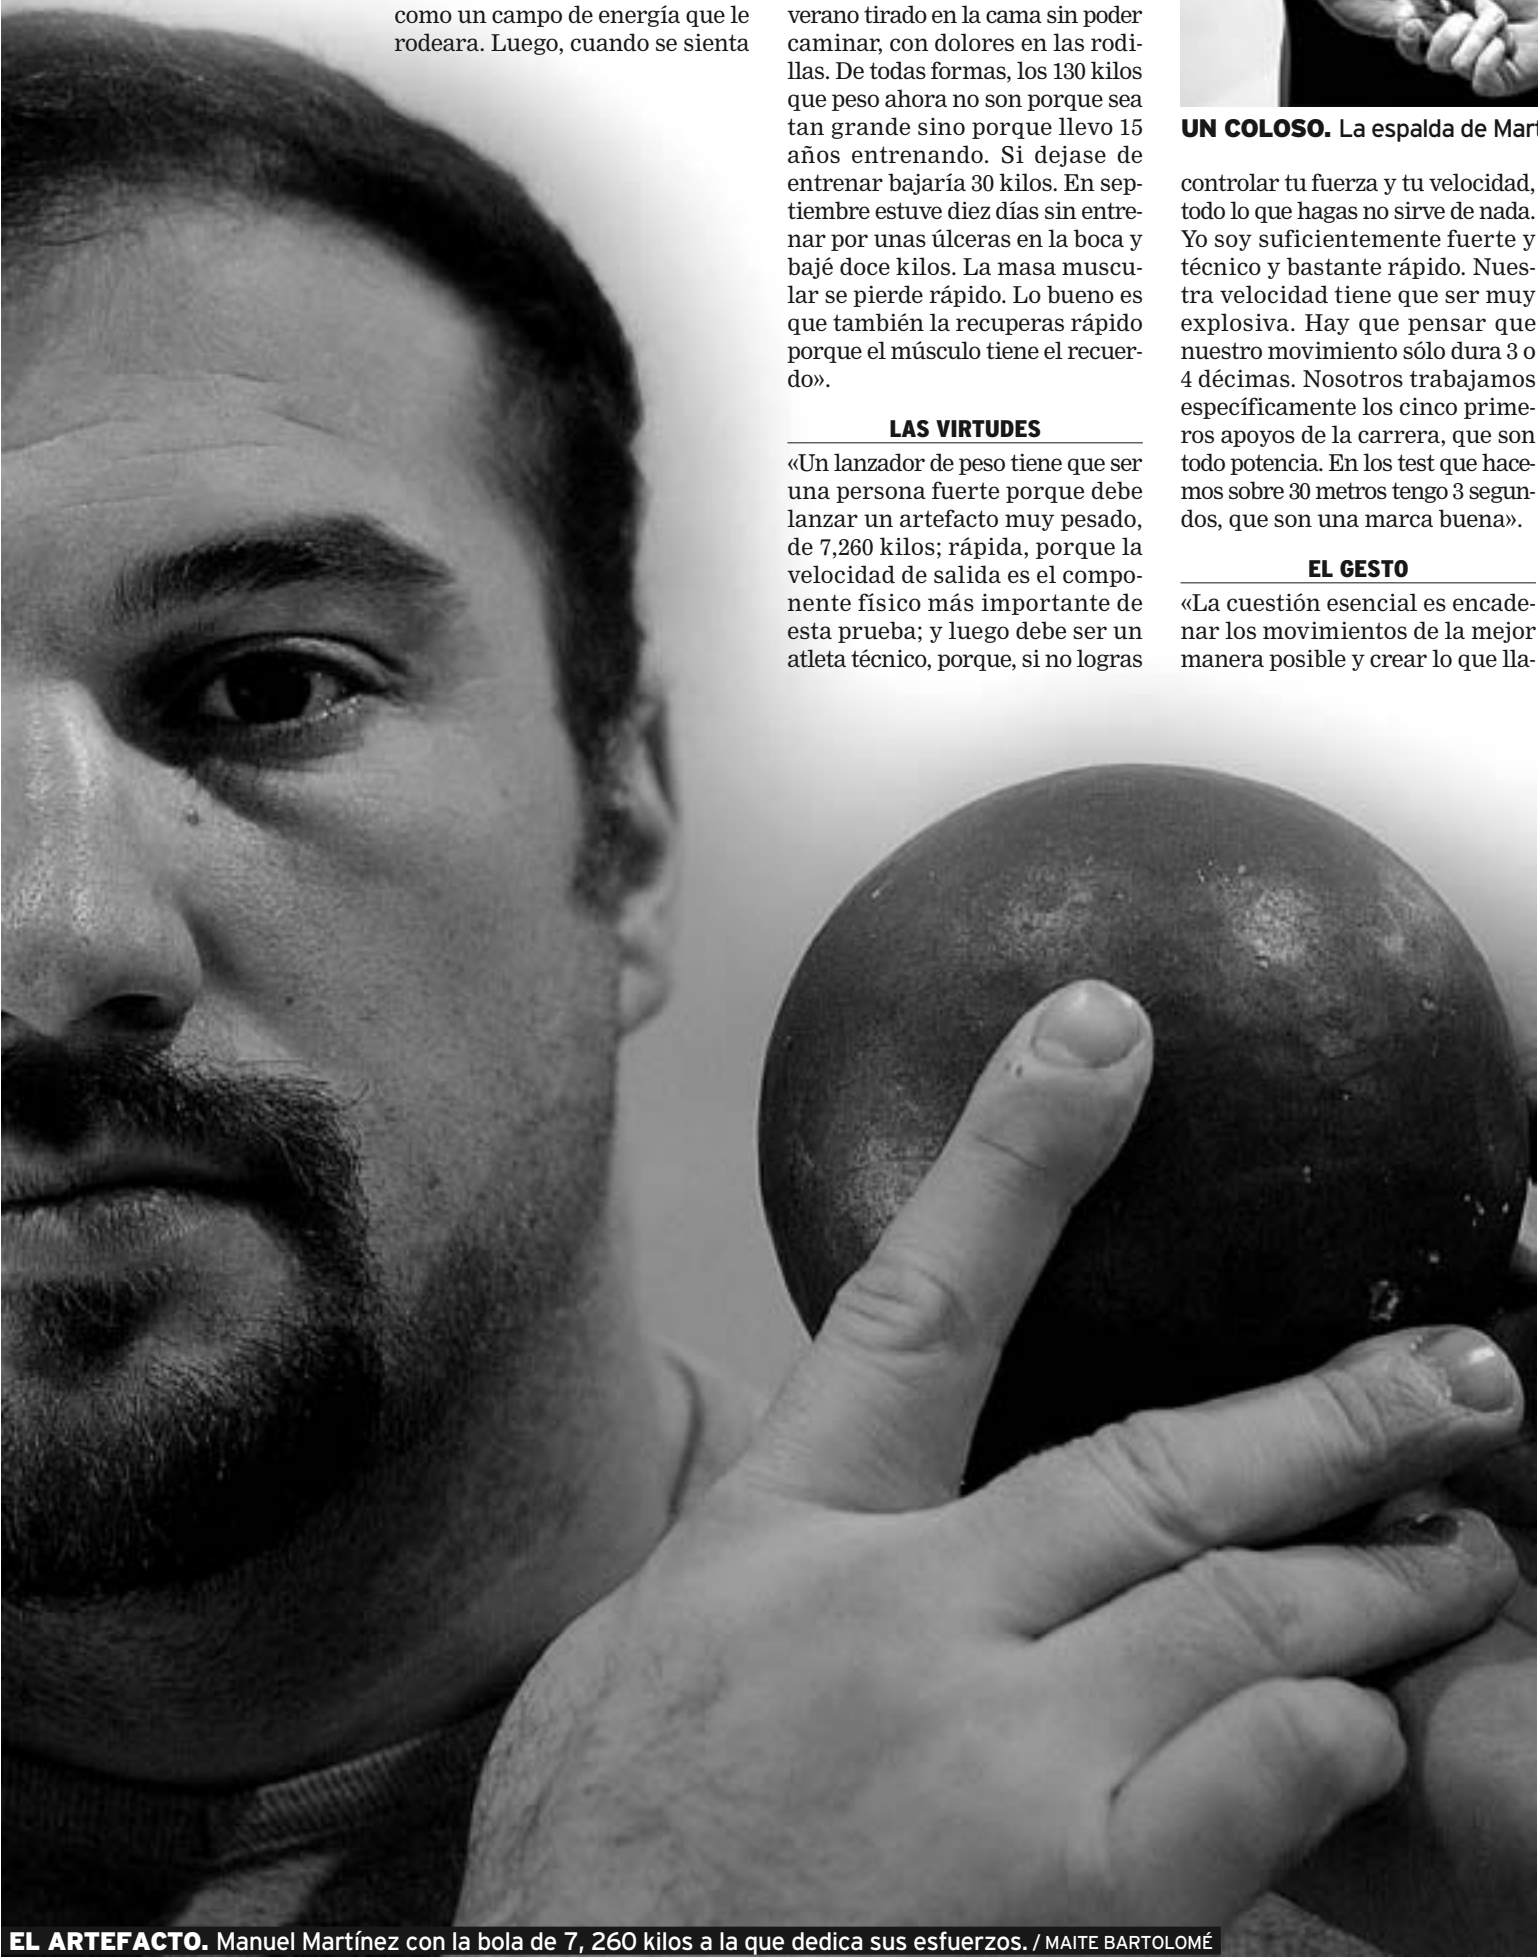 como un campo de energía que le
rodeara. Luego, cuando se sienta
verano tirado en la cama sin poder
caminar, con dolores en las rodi-
llas. De todas formas, los 130 kilos
que peso ahora no son porque sea
tan grande sino porque llevo 15
años entrenando. Si dejase de
entrenar bajaría 30 kilos. En sep-
tiembre estuve diez días sin entre-
nar por unas úlceras en la boca y
bajé doce kilos. La masa muscu-
lar se pierde rápido. Lo bueno es
que también la recuperas rápido
porque el músculo tiene el recuer-
do».
LAS VIRTUDES
«Un lanzador de peso tiene que ser
una persona fuerte porque debe
lanzar un artefacto muy pesado,
de 7,260 kilos; rápida, porque la
velocidad de salida es el compo-
nente físico más importante de
esta prueba; y luego debe ser un
atleta técnico, porque, si no logras
UN COLOSO. La espalda de Mart
controlar tu fuerza y tu velocidad,
todo lo que hagas no sirve de nada.
Yo soy suficientemente fuerte y
técnico y bastante rápido. Nues-
tra velocidad tiene que ser muy
explosiva. Hay que pensar que
nuestro movimiento sólo dura 3 o
4 décimas. Nosotros trabajamos
específicamente los cinco prime-
ros apoyos de la carrera, que son
todo potencia. En los test que hace-
mos sobre 30 metros tengo 3 segun-
dos, que son una marca buena».
EL GESTO
«La cuestión esencial es encade-
nar los movimientos de la mejor
manera posible y crear lo que lla-
EL ARTEFACTO. Manuel Martínez con la bola de 7, 260 kilos a la que dedica sus esfuerzos. / MAITE BARTOLOMÉ